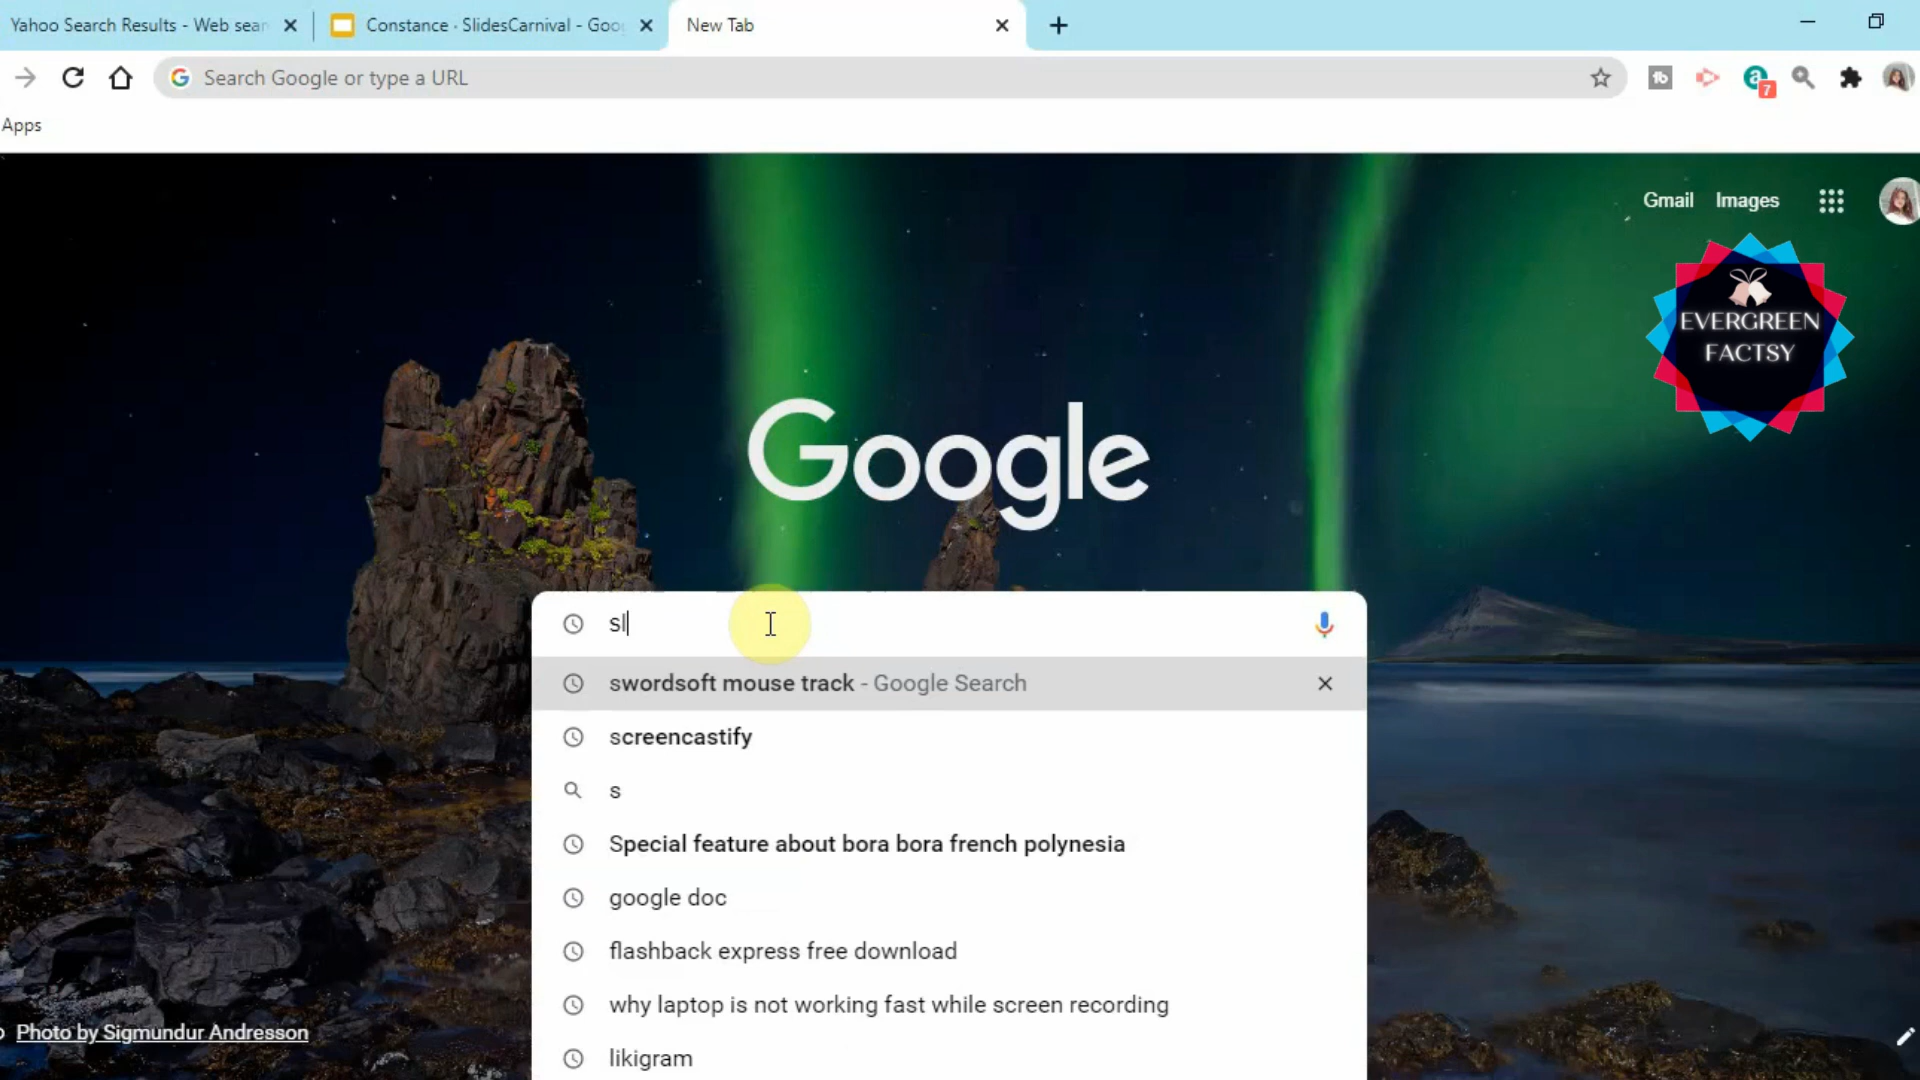 Yahoo Search Results - Web sear
Constance · SlidesCarnival - Goo
New Tab
Search Google or type a URL
7
Apps
Gmail Images
EVERGREEN
FACTSY
Google
sl
swordsoft mouse track - Google Search
screencastify
s
Special feature about bora bora french polynesia
google doc
flashback express free download
why laptop is not working fast while screen recording
likigram
Photo by Sigmundur Andresson